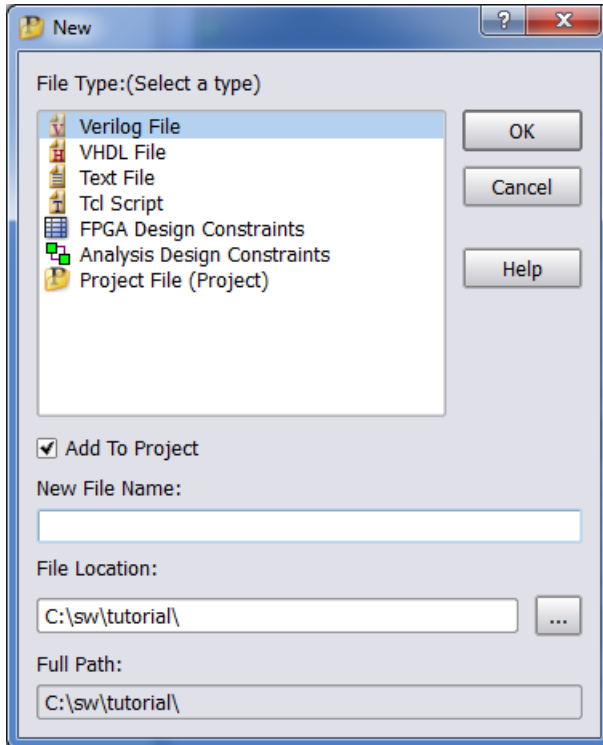 New
File Type:(Select a type)
Verilog File
VHDL File
Text File
Tcl Script
FPGA Design Constraints
Analysis Design Constraints
Project File (Project)
OK
Cancel
Help
Add To Project
New File Name:
File Location:
C:\sw\tutorial\
...
Full Path:
C:\sw\tutorial\